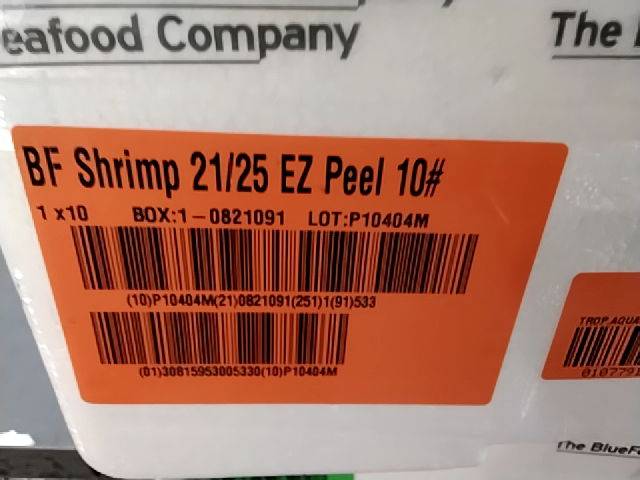 eafood Company
The
BF Shrimp 21/25 EZ Peel 10#
1 x10 BOX:1-0821091 LOT:P10404M
(10)P10404M(21)0821091(251)1(91)533
(01)30815953005330(10)P10404M
TROP.AQUA
0107791
The BlueF